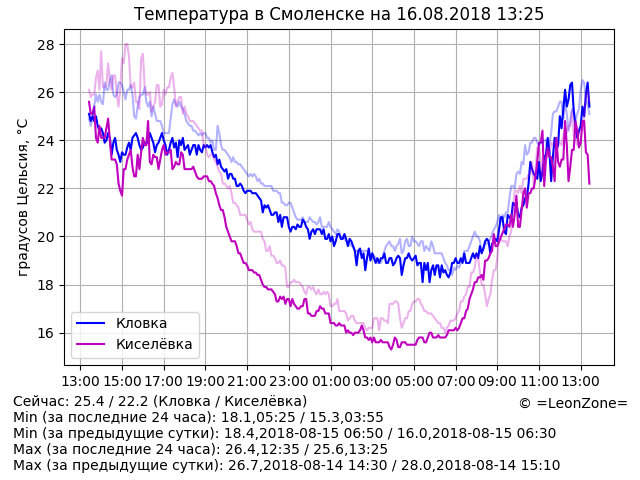 Температура в Смоленске на 16.08.2018 13:25
градусов Цельсия, °C
28
26
24
22
20
18
16
Кловка
Киселёвка
13:00 15:00 17:00 19:00 21:00 23:00 01:00 03:00 05:00 07:00 09:00 11:00 13:00
Сейчас: 25.4 / 22.2 (Кловка / Киселёвка)
© =LeonZone=
Min (за последние 24 часа): 18.1,05:25 / 15.3,03:55
Min (за предыдущие сутки): 18.4,2018-08-15 06:50 / 16.0,2018-08-15 06:30
Max (за последние 24 часа): 26.4,12:35 / 25.6,13:25
Max (за предыдущие сутки): 26.7,2018-08-14 14:30 / 28.0,2018-08-14 15:10